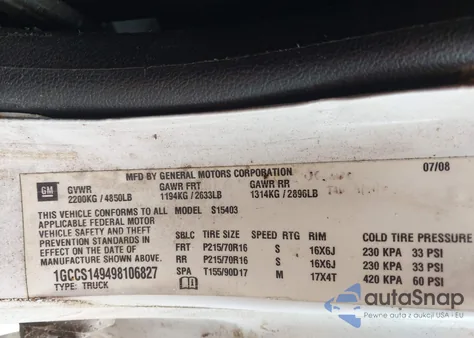 MFD BY GENERAL MOTORS CORPORATION
07/08
GM GVWR GAWR FRT GAWR RR
2200KG / 4850LB 1194KG / 2633LB 1314KG / 2896LB
THIS VEHICLE CONFORMS TO ALL MODEL S15403
APPLICABLE U.S. FEDERAL MOTOR
VEHICLE SAFETY AND THEFT
PREVENTION STANDARDS IN
EFFECT ON THE DATE OF
MANUFACTURE SHOWN ABOVE.
1GCCS149498106827
TYPE: TRUCK
TIRE SIZE SPEED RTG RIM COLD TIRE PRESSURE
FRT P215/70R16 S 16X6J 230 KPA 33 PSI
RR P215/70R16 S 16X6J 230 KPA 33 PSI
SPA T155/90D17 M 17X4T 420 KPA 60 PSI
autaSnap
Pewne auta z aukcji USA i EU